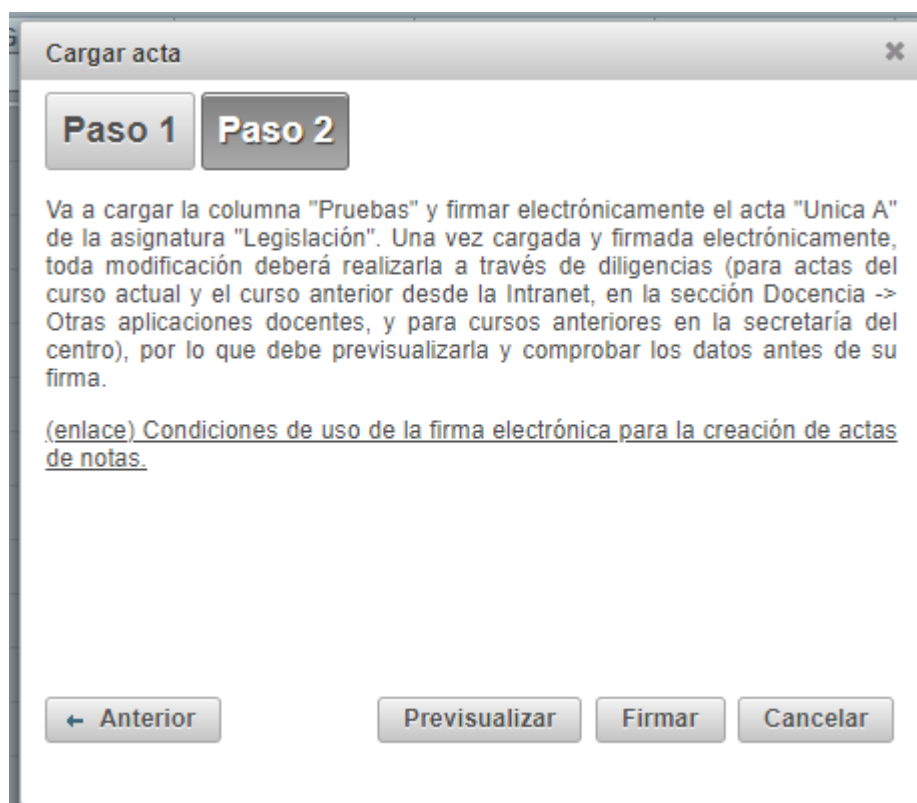 Cargar acta
Paso 1 Paso 2
Va a cargar la columna "Pruebas" y firmar electrónicamente el acta "Unica A"
de la asignatura "Legislación". Una vez cargada y firmada electrónicamente,
toda modificación deberá realizarla a través de diligencias (para actas del
curso actual y el curso anterior desde la Intranet, en la sección Docencia ->
Otras aplicaciones docentes, y para cursos anteriores en la secretaría del
centro), por lo que debe previsualizarla y comprobar los datos antes de su
firma.
(enlace) Condiciones de uso de la firma electrónica para la creación de actas
de notas.
← Anterior Previsualizar Firmar Cancelar